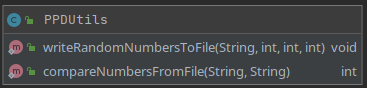 PPDUtils
writeRandomNumbersToFile(String, int, int, int) void
compareNumbersFromFile(String, String) int